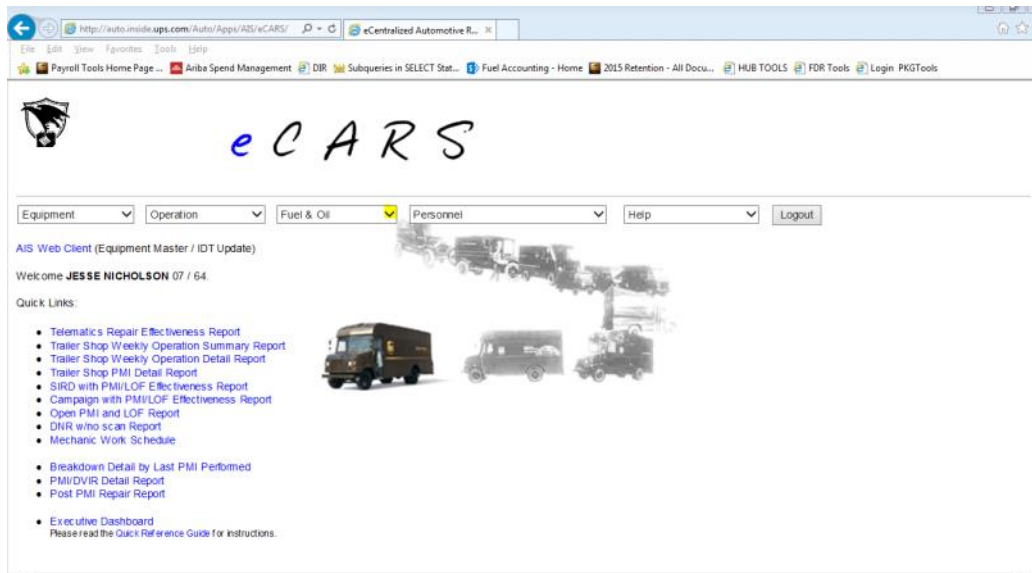 http://auto.inside.ups.com/Auto/Apps/AIS/eCARS/
eCentralized Automotive R...
File Edit View Favorites Tools Help
Payroll Tools Home Page ... Ariba Spend Management DIR Subqueries in SELECT Stat... Fuel Accounting - Home 2015 Retention - All Docu... HUB TOOLS FDR Tools Login PKGTools
e C A R S
Equipment Operation Fuel & Oil Personnel Help Logout
AIS Web Client (Equipment Master / IDT Update)
Welcome JESSE NICHOLSON 07 / 64.
Quick Links:
Telematics Repair Effectiveness Report
Trailer Shop Weekly Operation Summary Report
Trailer Shop Weekly Operation Detail Report
Trailer Shop PMI Detail Report
SIRD with PMI/LOF Effectiveness Report
Campaign with PMI/LOF Effectiveness Report
Open PMI and LOF Report
DNR w/no scan Report
Mechanic Work Schedule
Breakdown Detail by Last PMI Performed
PMI/DVIR Detail Report
Post PMI Repair Report
Executive Dashboard
Please read the Quick Reference Guide for instructions.